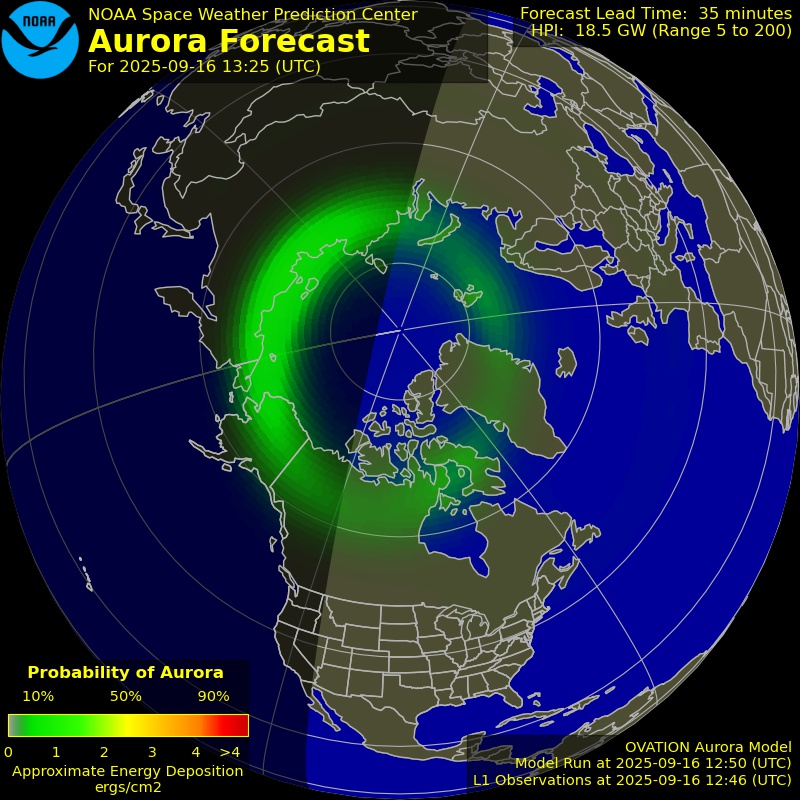 NOAA
NOAA Space Weather Prediction Center
Aurora Forecast
For 2025-09-16 13:25 (UTC)
Forecast Lead Time: 35 minutes
HPI: 18.5 GW (Range 5 to 200)
Probability of Aurora
10% 50% 90%
0 1 2 3 4 >4
Approximate Energy Deposition
ergs/cm2
OVATION Aurora Model
Model Run at 2025-09-16 12:50 (UTC)
L1 Observations at 2025-09-16 12:46 (UTC)